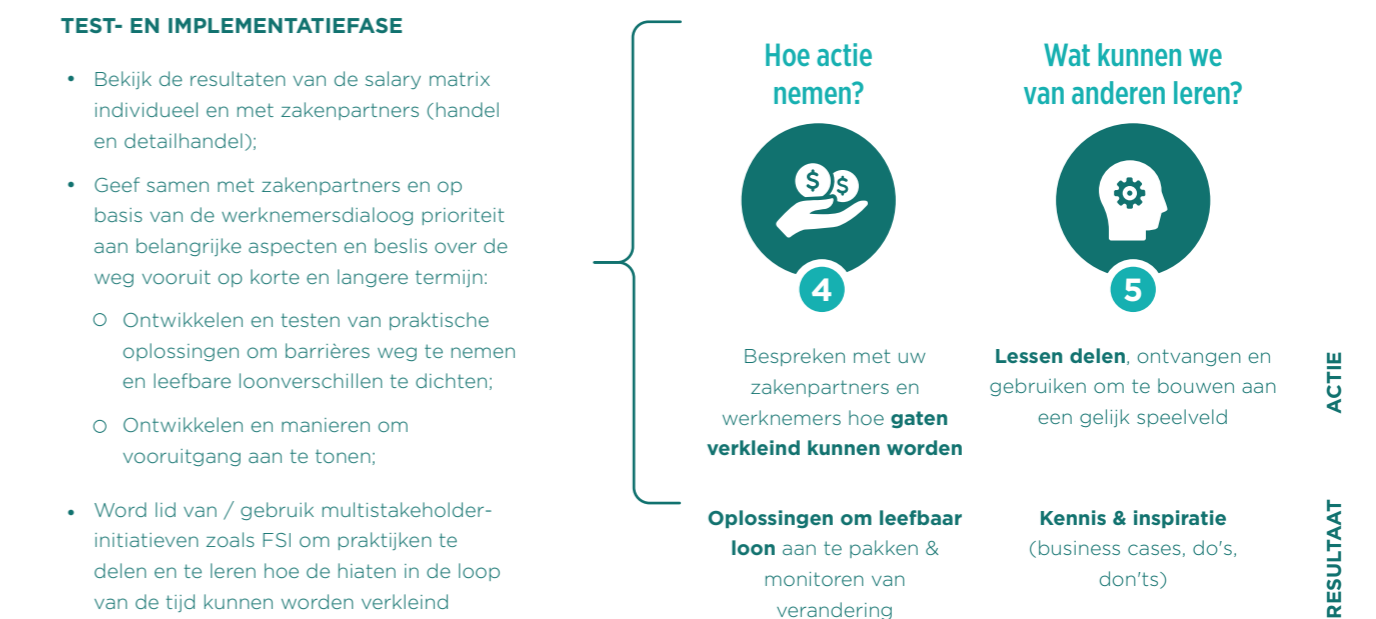 TEST- EN IMPLEMENTATIEFASE
• Bekijk de resultaten van de salary matrix
individueel en met zakenpartners (handel
en detailhandel);
• Geef samen met zakenpartners en op
basis van de werknemersdialoog prioriteit
aan belangrijke aspecten en beslis over de
weg vooruit op korte en langere termijn:
○ Ontwikkelen en testen van praktische
oplossingen om barrières weg te nemen
en leefbare loonverschillen te dichten;
○ Ontwikkelen en manieren om
vooruitgang aan te tonen;
• Word lid van / gebruik multistakeholder-
initiatieven zoals FSI om praktijken te
delen en te leren hoe de hiaten in de loop
van de tijd kunnen worden verkleind
Hoe actie
nemen?
$ $
4
Bespreken met uw
zakenpartners en
werknemers hoe gaten
verkleind kunnen worden
Oplossingen om leefbaar
loon aan te pakken &
monitoren van
verandering
Wat kunnen we
van anderen leren?
5
Lessen delen, ontvangen en
gebruiken om te bouwen aan
een gelijk speelveld
Kennis & inspiratie
(business cases, do's,
don'ts)
ACTIE
RESULTAAT